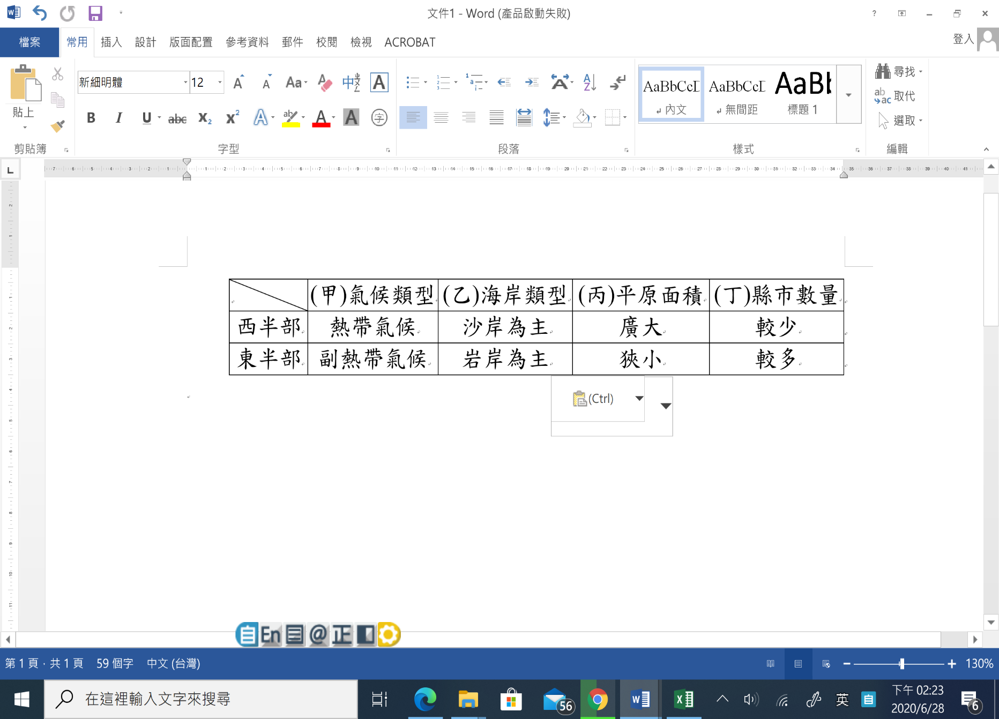 文件1 - Word (產品啟動失敗)
檔案 常用 插入 設計 版面配置 參考資料 郵件 校閱 檢視 ACROBAT 登入
貼上
剪貼簿
新細明體 12
字型
段落
AaBbCcI AaBbCcI AaBl
內文 無間距 標題 1
樣式
尋找
取代
選取
編輯
(甲)氣候類型 (乙)海岸類型 (丙)平原面積 (丁)縣市數量
西半部 熱帶氣候 沙岸為主 廣大 較少
東半部 副熱帶氣候 岩岸為主 狹小 較多
(Ctrl)
En @ 正
第 1 頁，共 1 頁 59 個字 中文 (台灣) 130%
在這裡輸入文字來搜尋 56 英 下午 02:23
2020/6/28 6